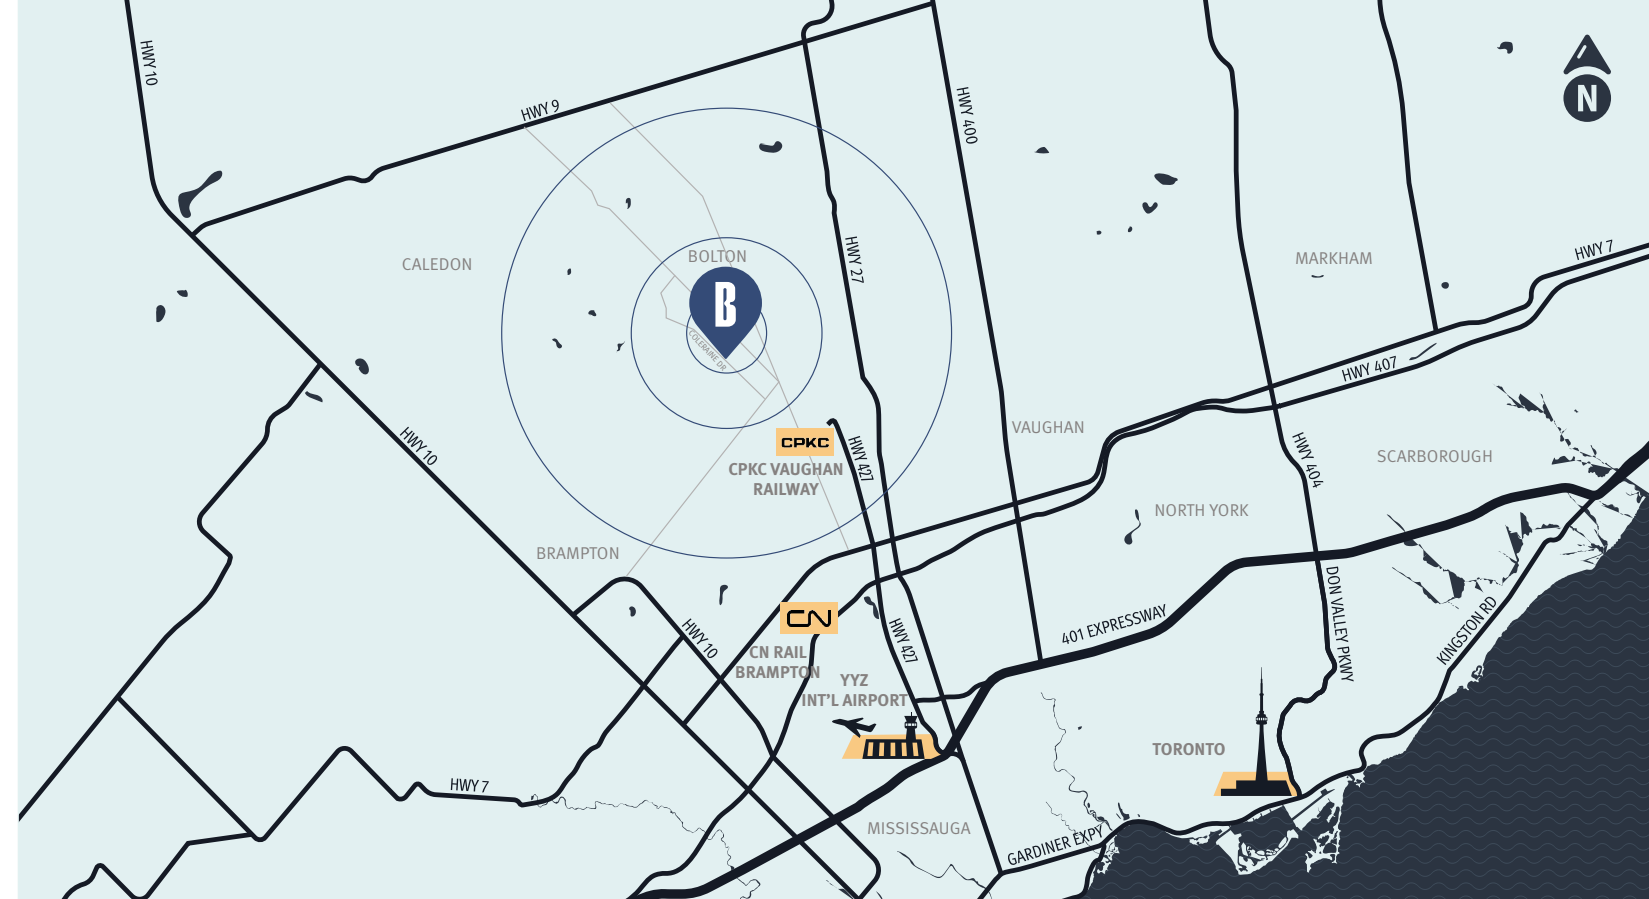 HWY 10
HWY 9
HWY 400
N
HWY 27
HWY 7
BOLTON
CALEDON
MARKHAM
B
COLERAINE DR
HWY 407
VAUGHAN
HWY 10
CPKC
HWY 427
CPKC VAUGHAN
RAILWAY
HWY 404
SCARBOROUGH
NORTH YORK
BRAMPTON
DON VALLEY PKWY
CN
401 EXPRESSWAY
KINGSTON RD
HWY 10
HWY 427
CN RAIL
BRAMPTON
YYZ
INT'L AIRPORT
TORONTO
HWY 7
MISSISSAUGA
GARDINER EXPY